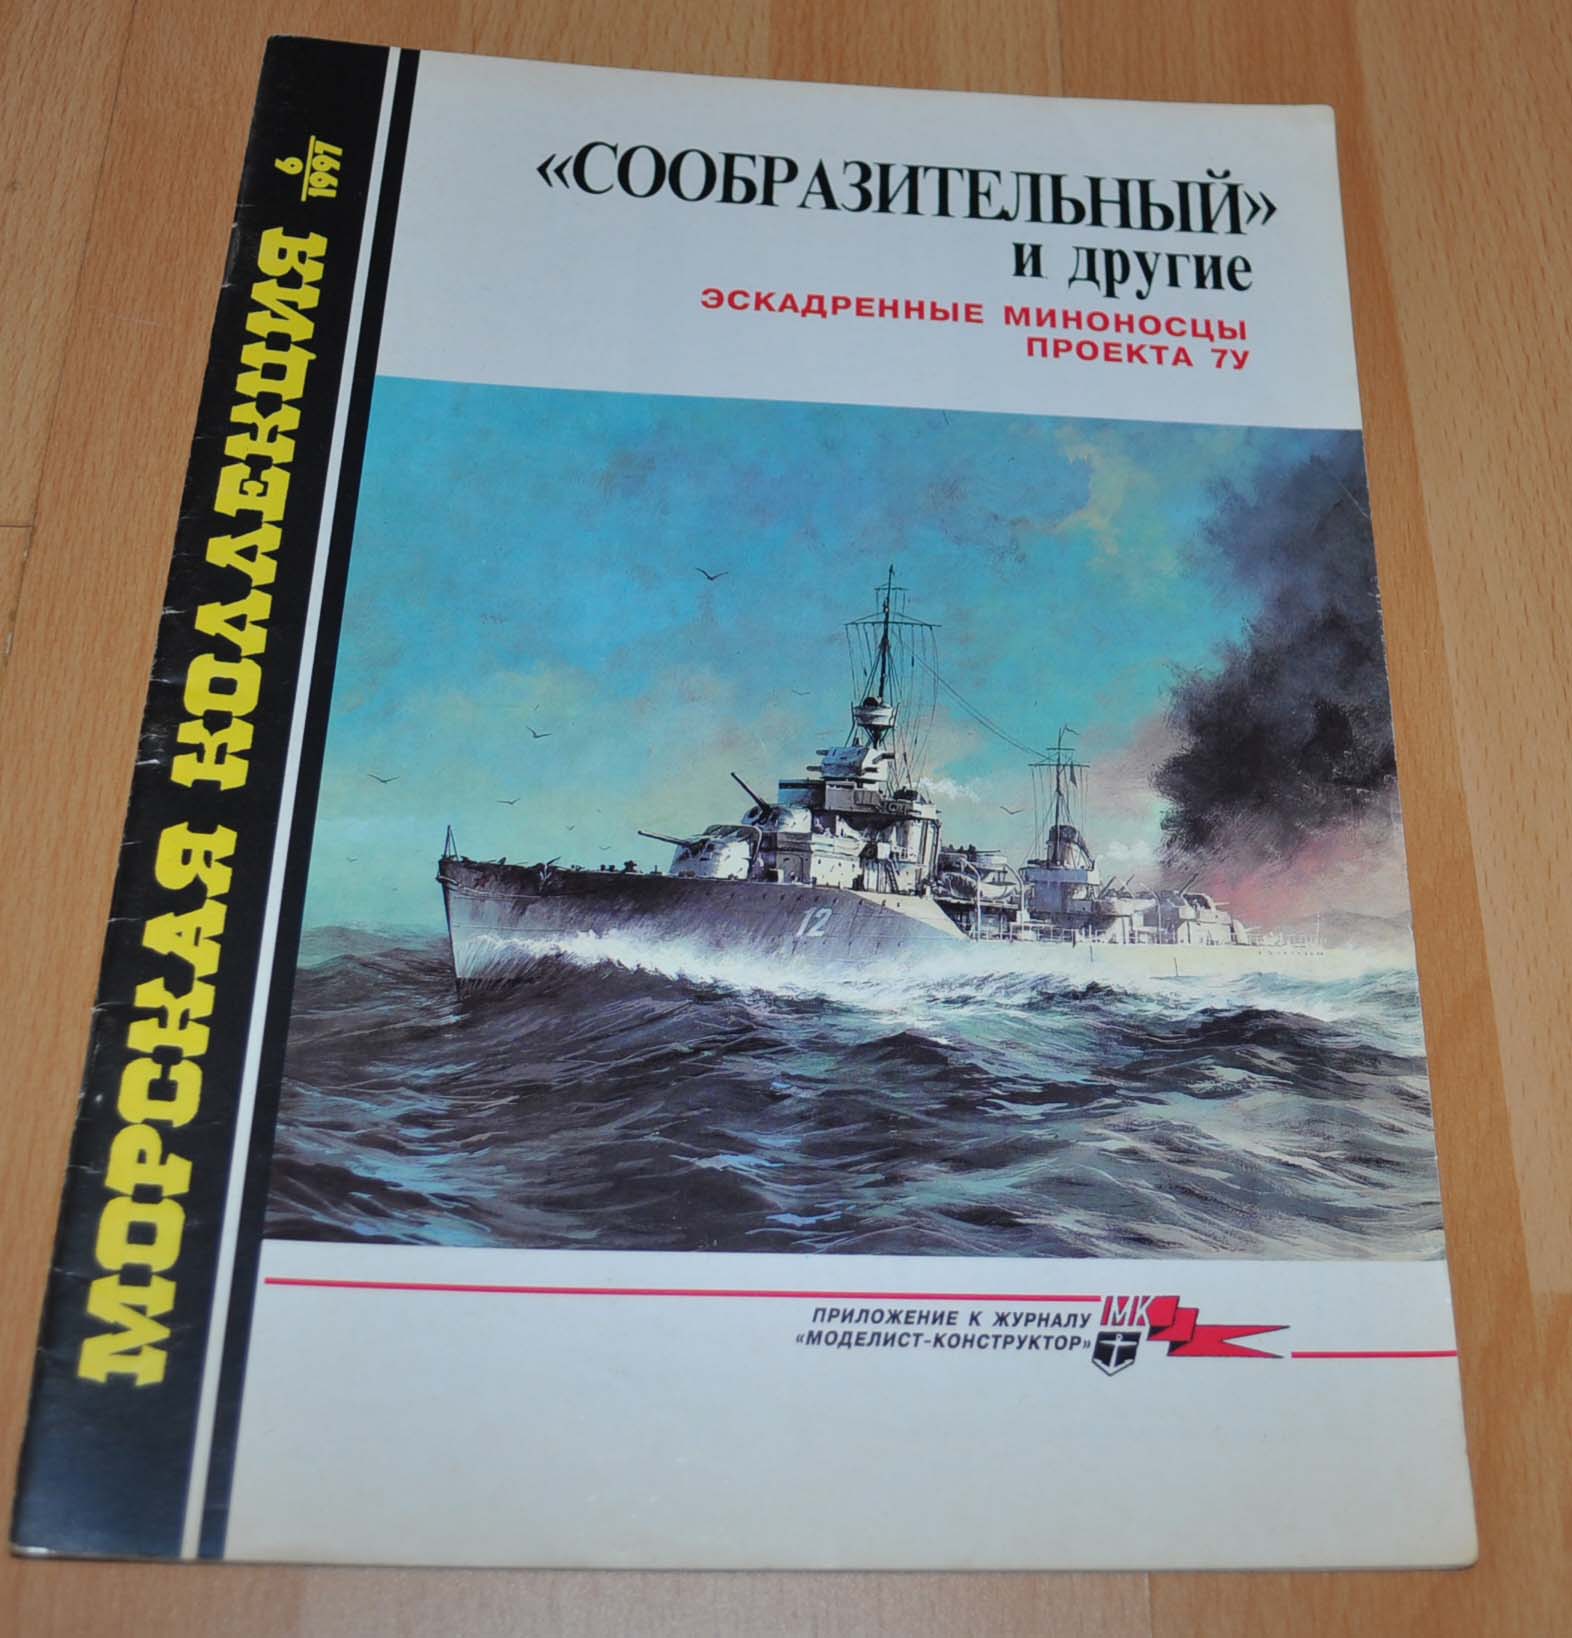 МОРСКАЯ КОЛЛЕКЦИЯ
6
1997
«СООБРАЗИТЕЛЬНЫЙ»
и другие
ЭСКАДРЕННЫЕ МИНОНОСЦЫ
ПРОЕКТА 7У
12
ПРИЛОЖЕНИЕ К ЖУРНАЛУ
«МОДЕЛИСТ-КОНСТРУКТОР»
МК